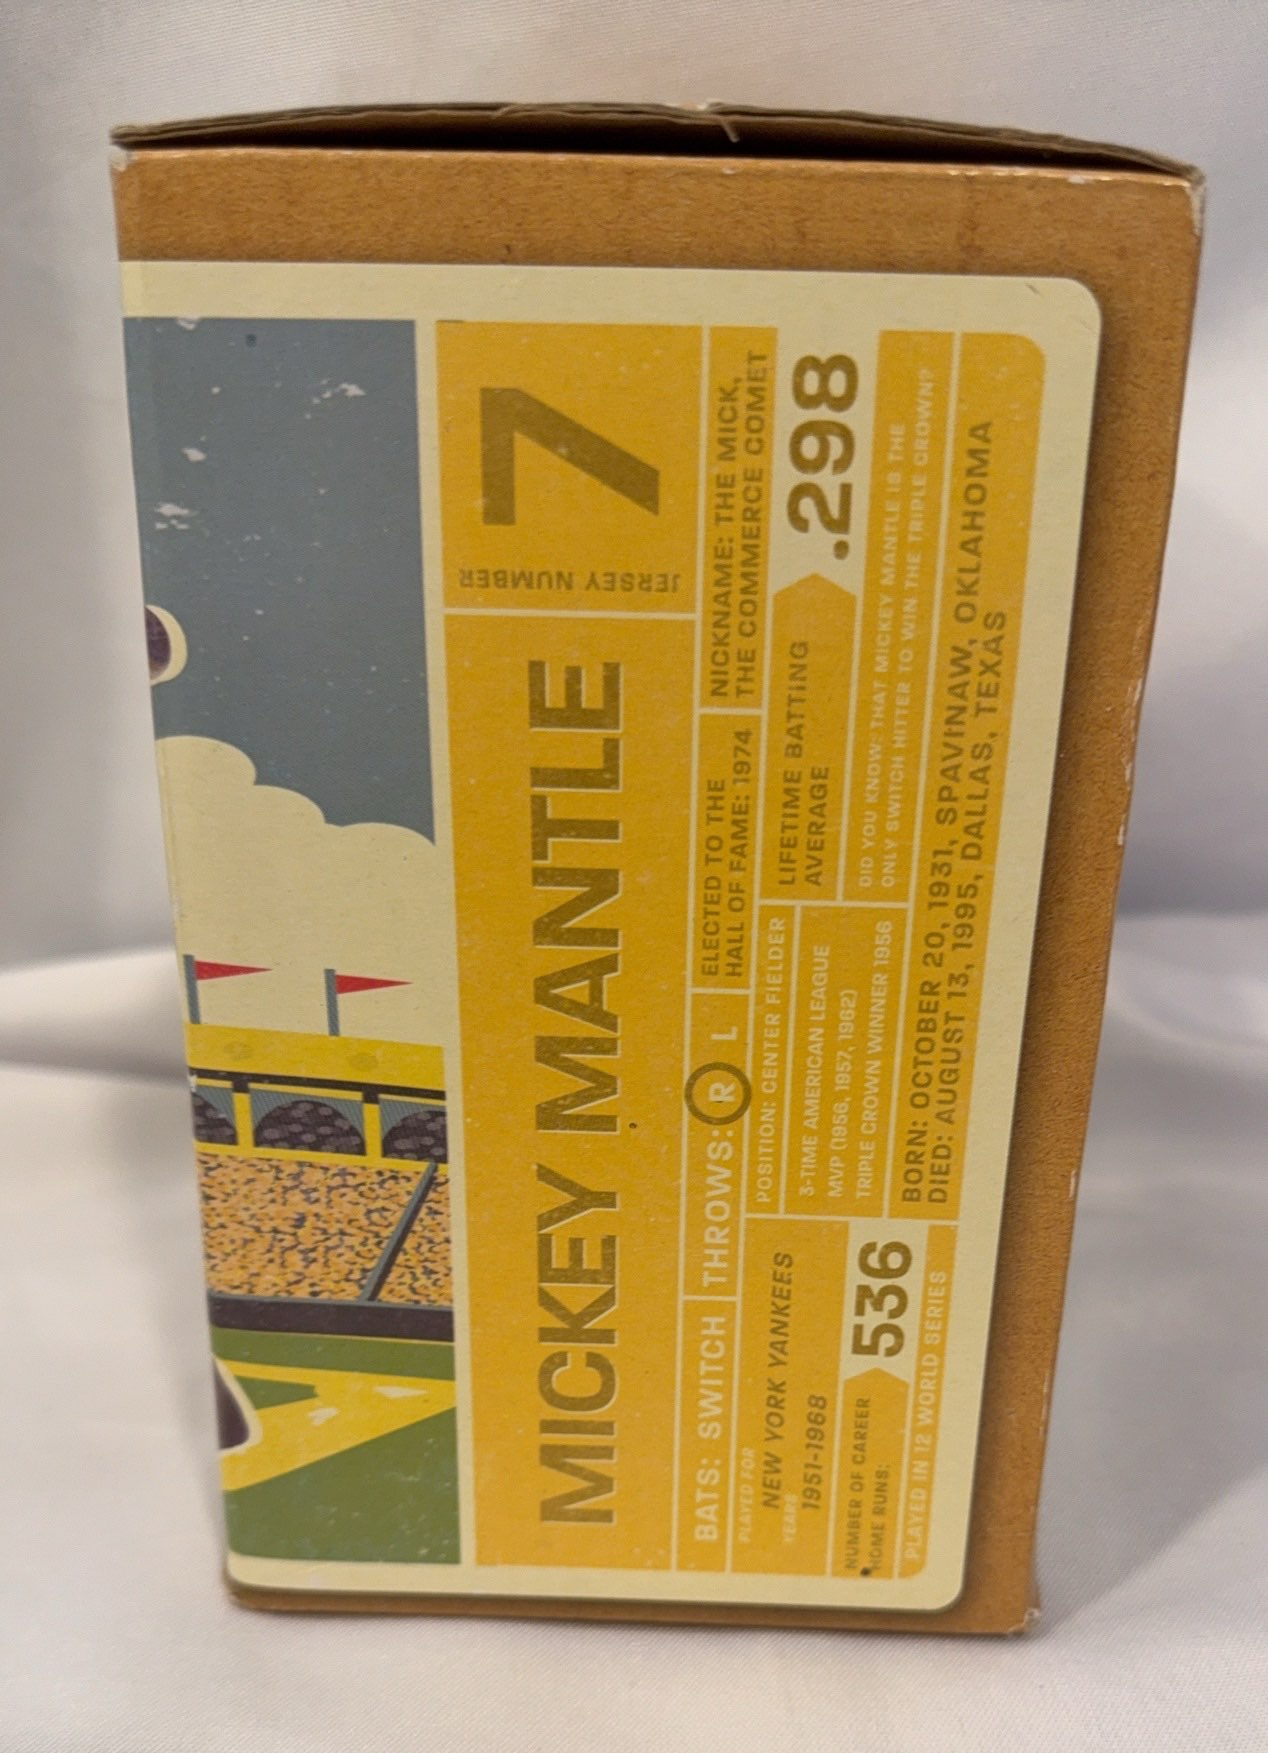 MICKEY MANTLE
JERSEY NUMBER
7
BATS: SWITCH
THROWS: R L
ELECTED TO THE
HALL OF FAME: 1974
NICKNAME: THE MICK,
THE COMMERCE COMET
PLAYED FOR
NEW YORK YANKEES
YEARS
1951-1968
POSITION: CENTER FIELDER
3-TIME AMERICAN LEAGUE
MVP (1956, 1957, 1962)
TRIPLE CROWN WINNER 1956
LIFETIME BATTING
AVERAGE
.298
NUMBER OF CAREER
HOME RUNS:
536
DID YOU KNOW: THAT MICKEY MANTLE IS THE
ONLY SWITCH HITTER TO WIN THE TRIPLE CROWN?
PLAYED IN 12 WORLD SERIES
BORN: OCTOBER 20, 1931, SPAVINAW, OKLAHOMA
DIED: AUGUST 13, 1995, DALLAS, TEXAS